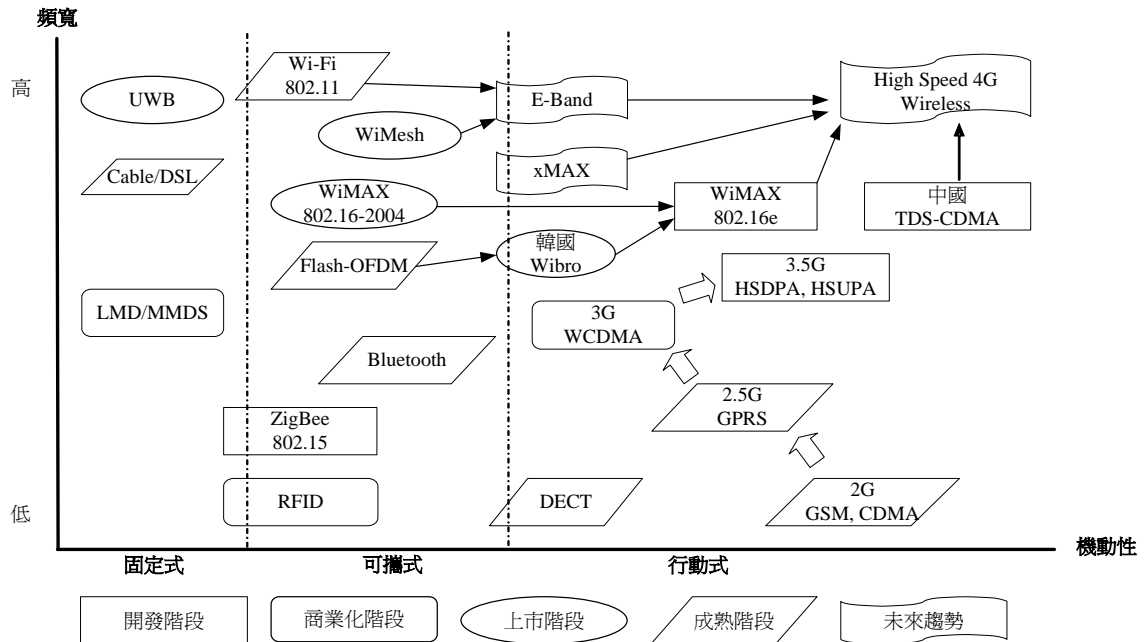 頻寬
高
UWB
Wi-Fi
802.11
E-Band
High Speed 4G
Wireless
WiMesh
Cable/DSL
xMAX
WiMAX
802.16-2004
WiMAX
802.16e
中國
TDS-CDMA
韓國
Wibro
Flash-OFDM
3.5G
HSDPA, HSUPA
LMD/MMDS
3G
WCDMA
Bluetooth
2.5G
GPRS
ZigBee
802.15
RFID
DECT
2G
GSM, CDMA
低
機動性
固定式
可攜式
行動式
開發階段
商業化階段
上市階段
成熟階段
未來趨勢